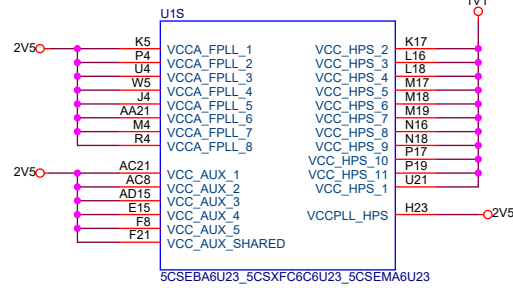 1V1
U1S
2V5 K5 VCCA_FPLL_1 VCC_HPS_2 K17
P4 VCCA_FPLL_2 VCC_HPS_3 L16
U4 VCCA_FPLL_3 VCC_HPS_4 L18
W5 VCCA_FPLL_4 VCC_HPS_5 M17
J4 VCCA_FPLL_5 VCC_HPS_6 M18
AA21 VCCA_FPLL_6 VCC_HPS_7 M19
M4 VCCA_FPLL_7 VCC_HPS_8 N16
R4 VCCA_FPLL_8 VCC_HPS_9 N18
VCC_HPS_10 P17
2V5 AC21 VCC_AUX_1 VCC_HPS_11 P19
AC8 VCC_AUX_2 VCC_HPS_1 U21
AD15 VCC_AUX_3
E15 VCC_AUX_4 VCCPLL_HPS H23 2V5
F8 VCC_AUX_5
F21 VCC_AUX_SHARED
5CSEBA6U23_5CSXFC6C6U23_5CSEMA6U23